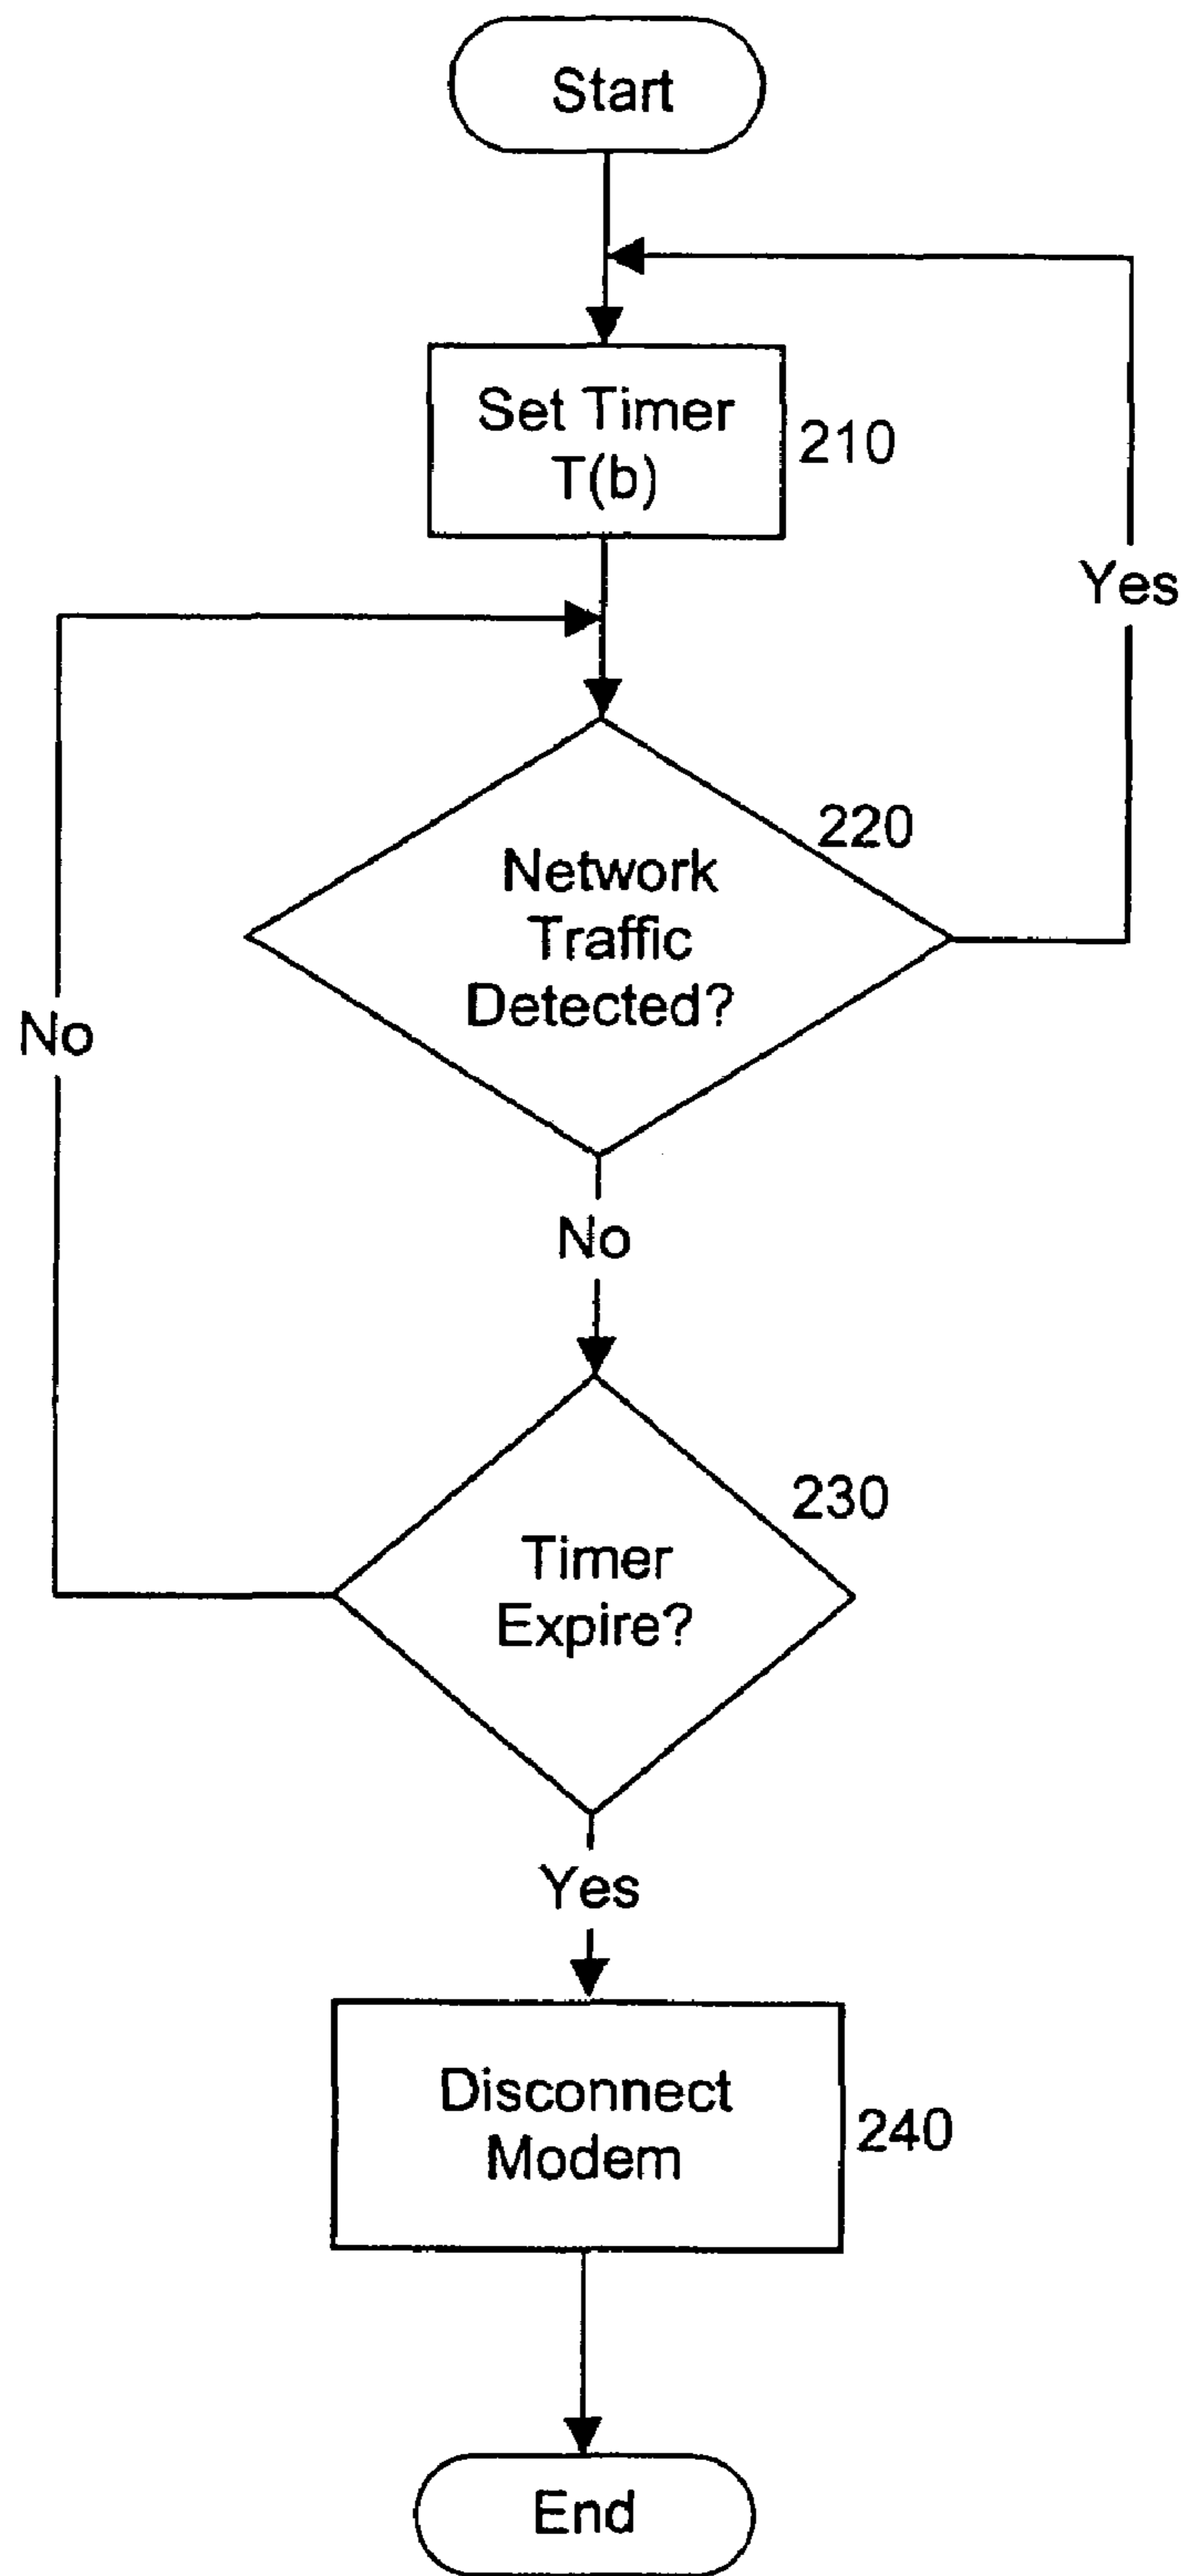 Start
Set Timer
T(b)
210
Yes
220
Network
Traffic
Detected?
No
No
230
Timer
Expire?
Yes
Disconnect
Modem
240
End